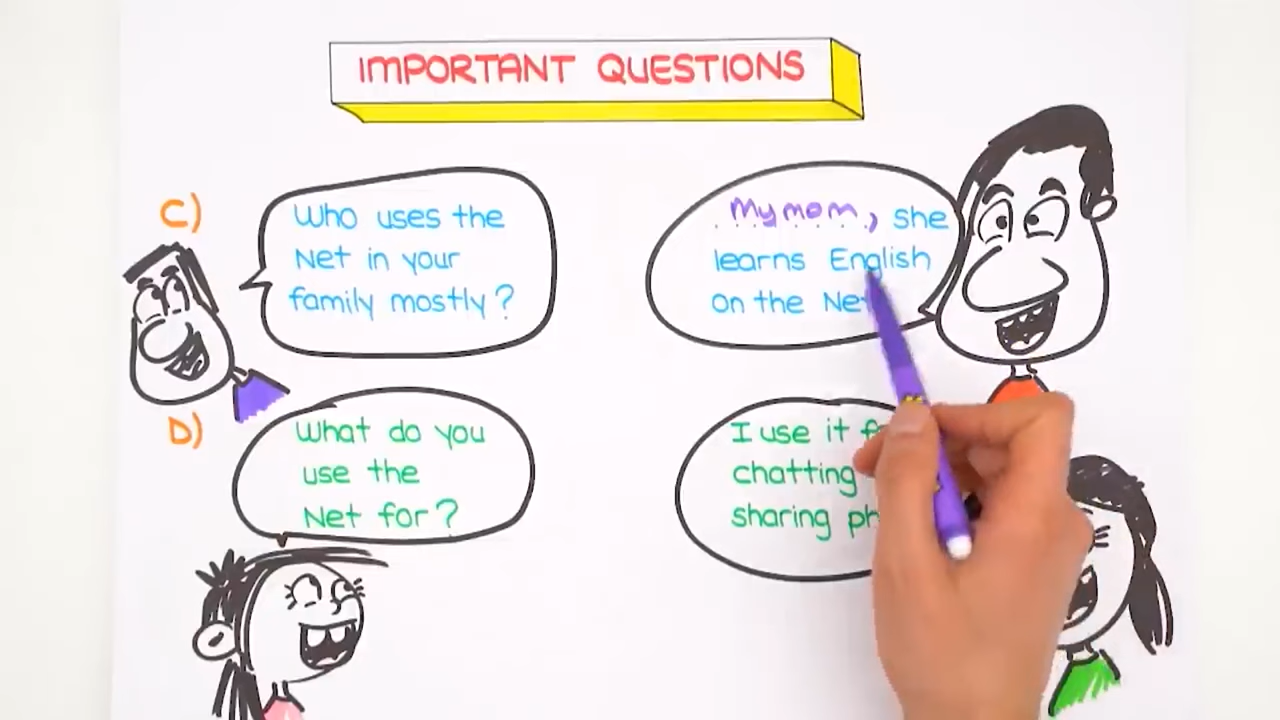 IMPORTANT QUESTIONS
C)
Who uses the
Net in your
family mostly?
My mom, she
learns English
on the Net
D)
What do you
use the
Net for?
I use it
chatting
sharing